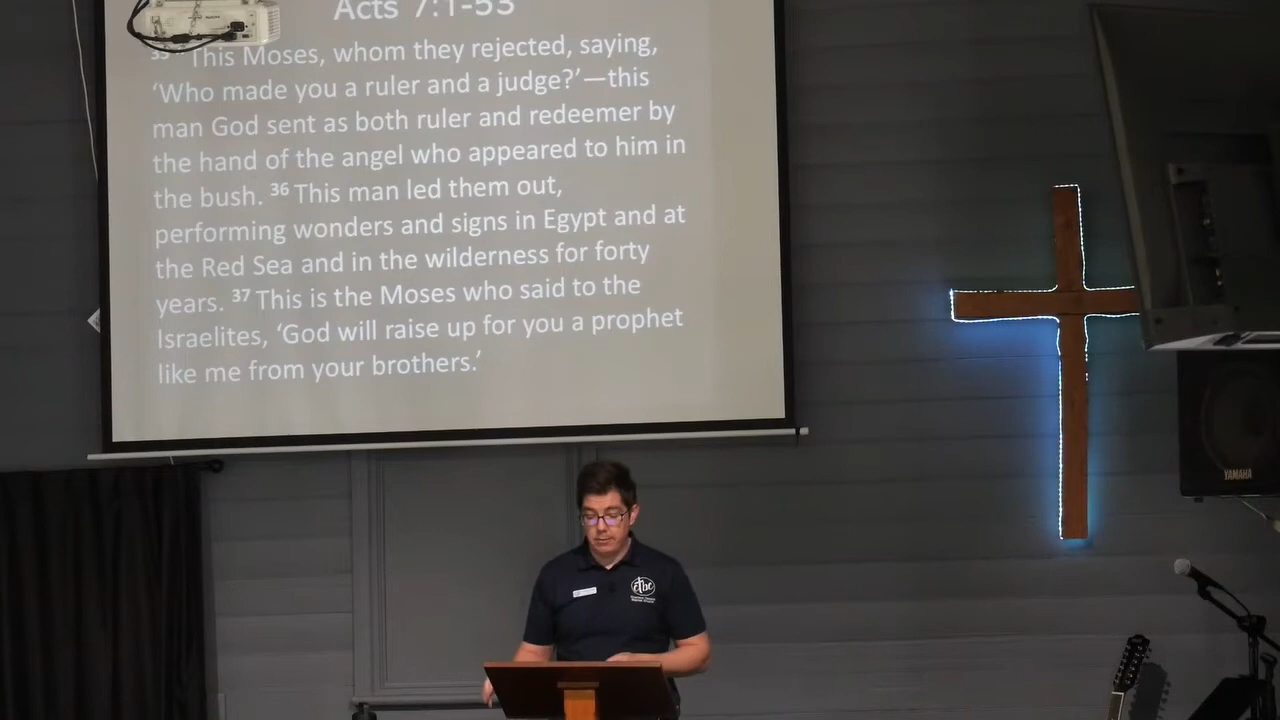 Acts 7:1-53
35 "This Moses, whom they rejected, saying,
‘Who made you a ruler and a judge?’—this
man God sent as both ruler and redeemer by
the hand of the angel who appeared to him in
the bush. 36 This man led them out,
performing wonders and signs in Egypt and at
the Red Sea and in the wilderness for forty
years. 37 This is the Moses who said to the
Israelites, ‘God will raise up for you a prophet
like me from your brothers.’
YAMAHA